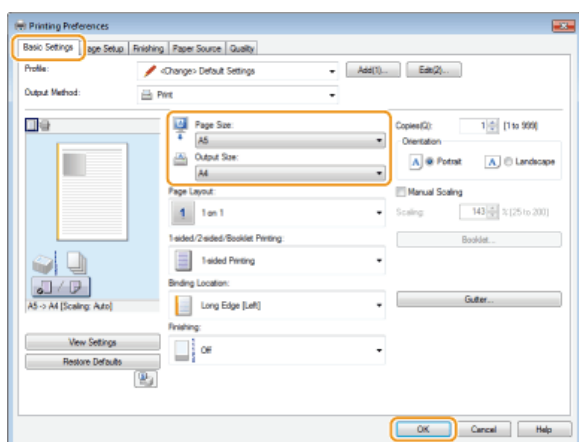 Printing Preferences
Basic Settings Page Setup Finishing Paper Source Quality
Profile: <Change> Default Settings Add(1)... Edit(2)...
Output Method: Print
Page Size: Copies(Q): 1 [1 to 999]
A5 Orientation
Output Size: A Portrait A Landscape
A4
Page Layout: Manual Scaling
1 1 on 1 Scaling: 143 % [25 to 200]
1-sided/2-sided/Booklet Printing: Booklet...
1-sided Printing
Binding Location:
A5 -> A4 [Scaling: Auto] Long Edge [Left] Gutter...
Finishing:
View Settings Off
Restore Defaults
OK Cancel Help